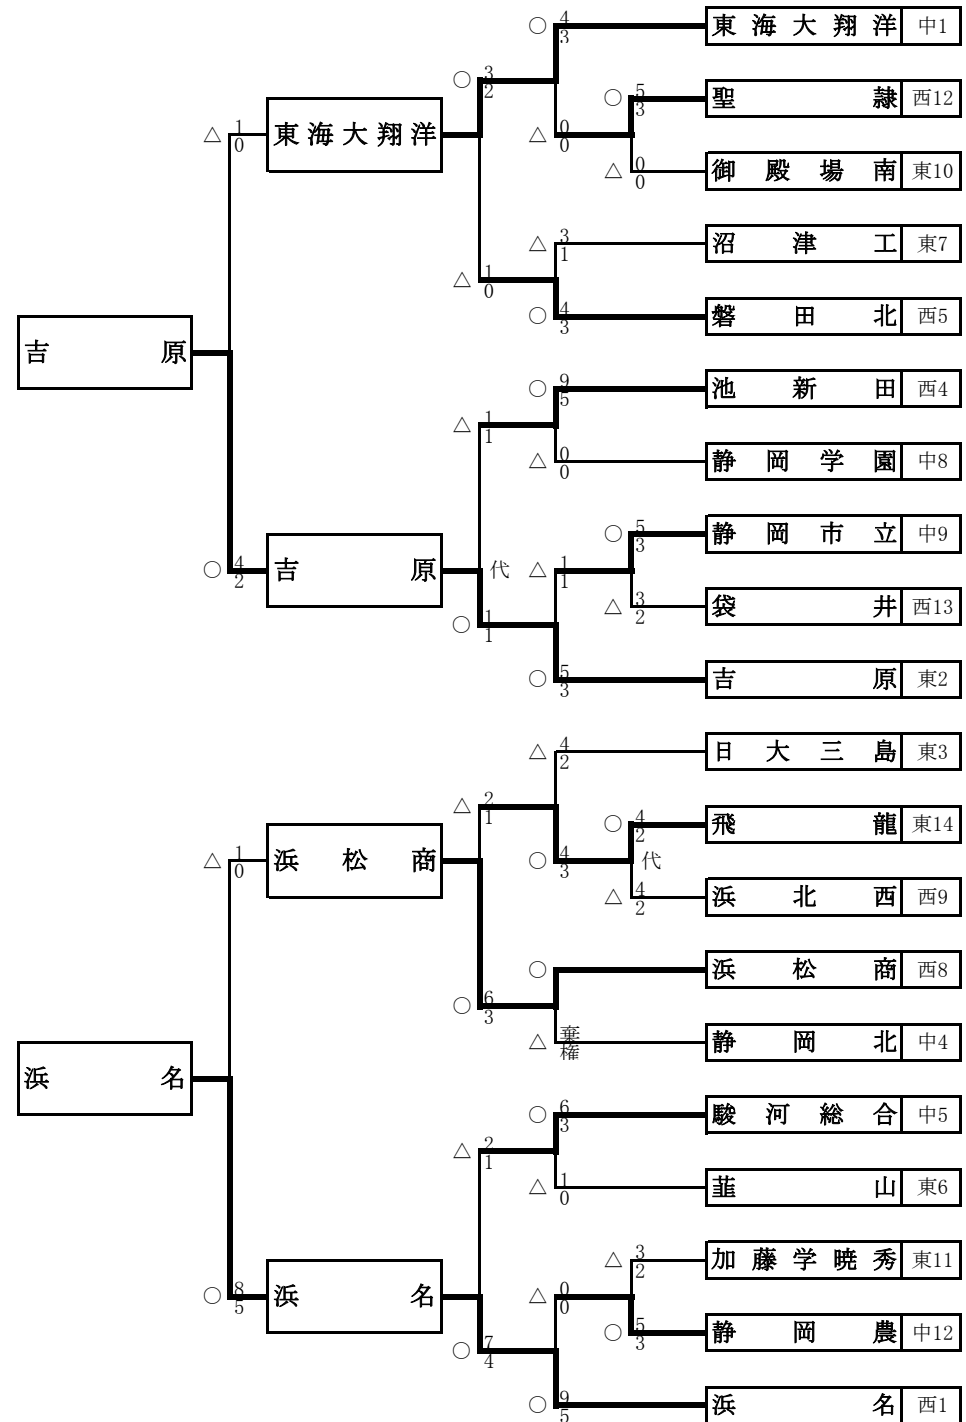 ○ 4 3 東海大翔洋 中1
○ 3 2
○ 5 3 聖隷 西12
△ 1 0 東海大翔洋 △ 0 0
△ 0 0 御殿場南 東10
△ 3 1 沼津工 東7
△ 1 0
○ 4 3 磐田北 西5
吉原
○ 9 5 池新田 西4
△ 1 1
△ 0 0 静岡学園 中8
○ 5 3 静岡市立 中9
○ 4 2 吉原 代 △ 1 1
△ 3 2 袋井 西13
○ 1 1
○ 5 3 吉原 東2
△ 4 2 日大三島 東3
△ 2 1
○ 4 2 飛龍 東14
△ 1 0 浜松商 ○ 4 3 代
△ 4 2 浜北西 西9
○ 浜松商 西8
○ 6 3
△ 棄権 静岡北 中4
浜名
○ 6 3 駿河総合 中5
△ 2 1
△ 1 0 韮山 東6
△ 3 2 加藤学暁秀 東11
○ 8 5 浜名 △ 0 0
○ 5 3 静岡農 中12
○ 7 4
○ 9 5 浜名 西1